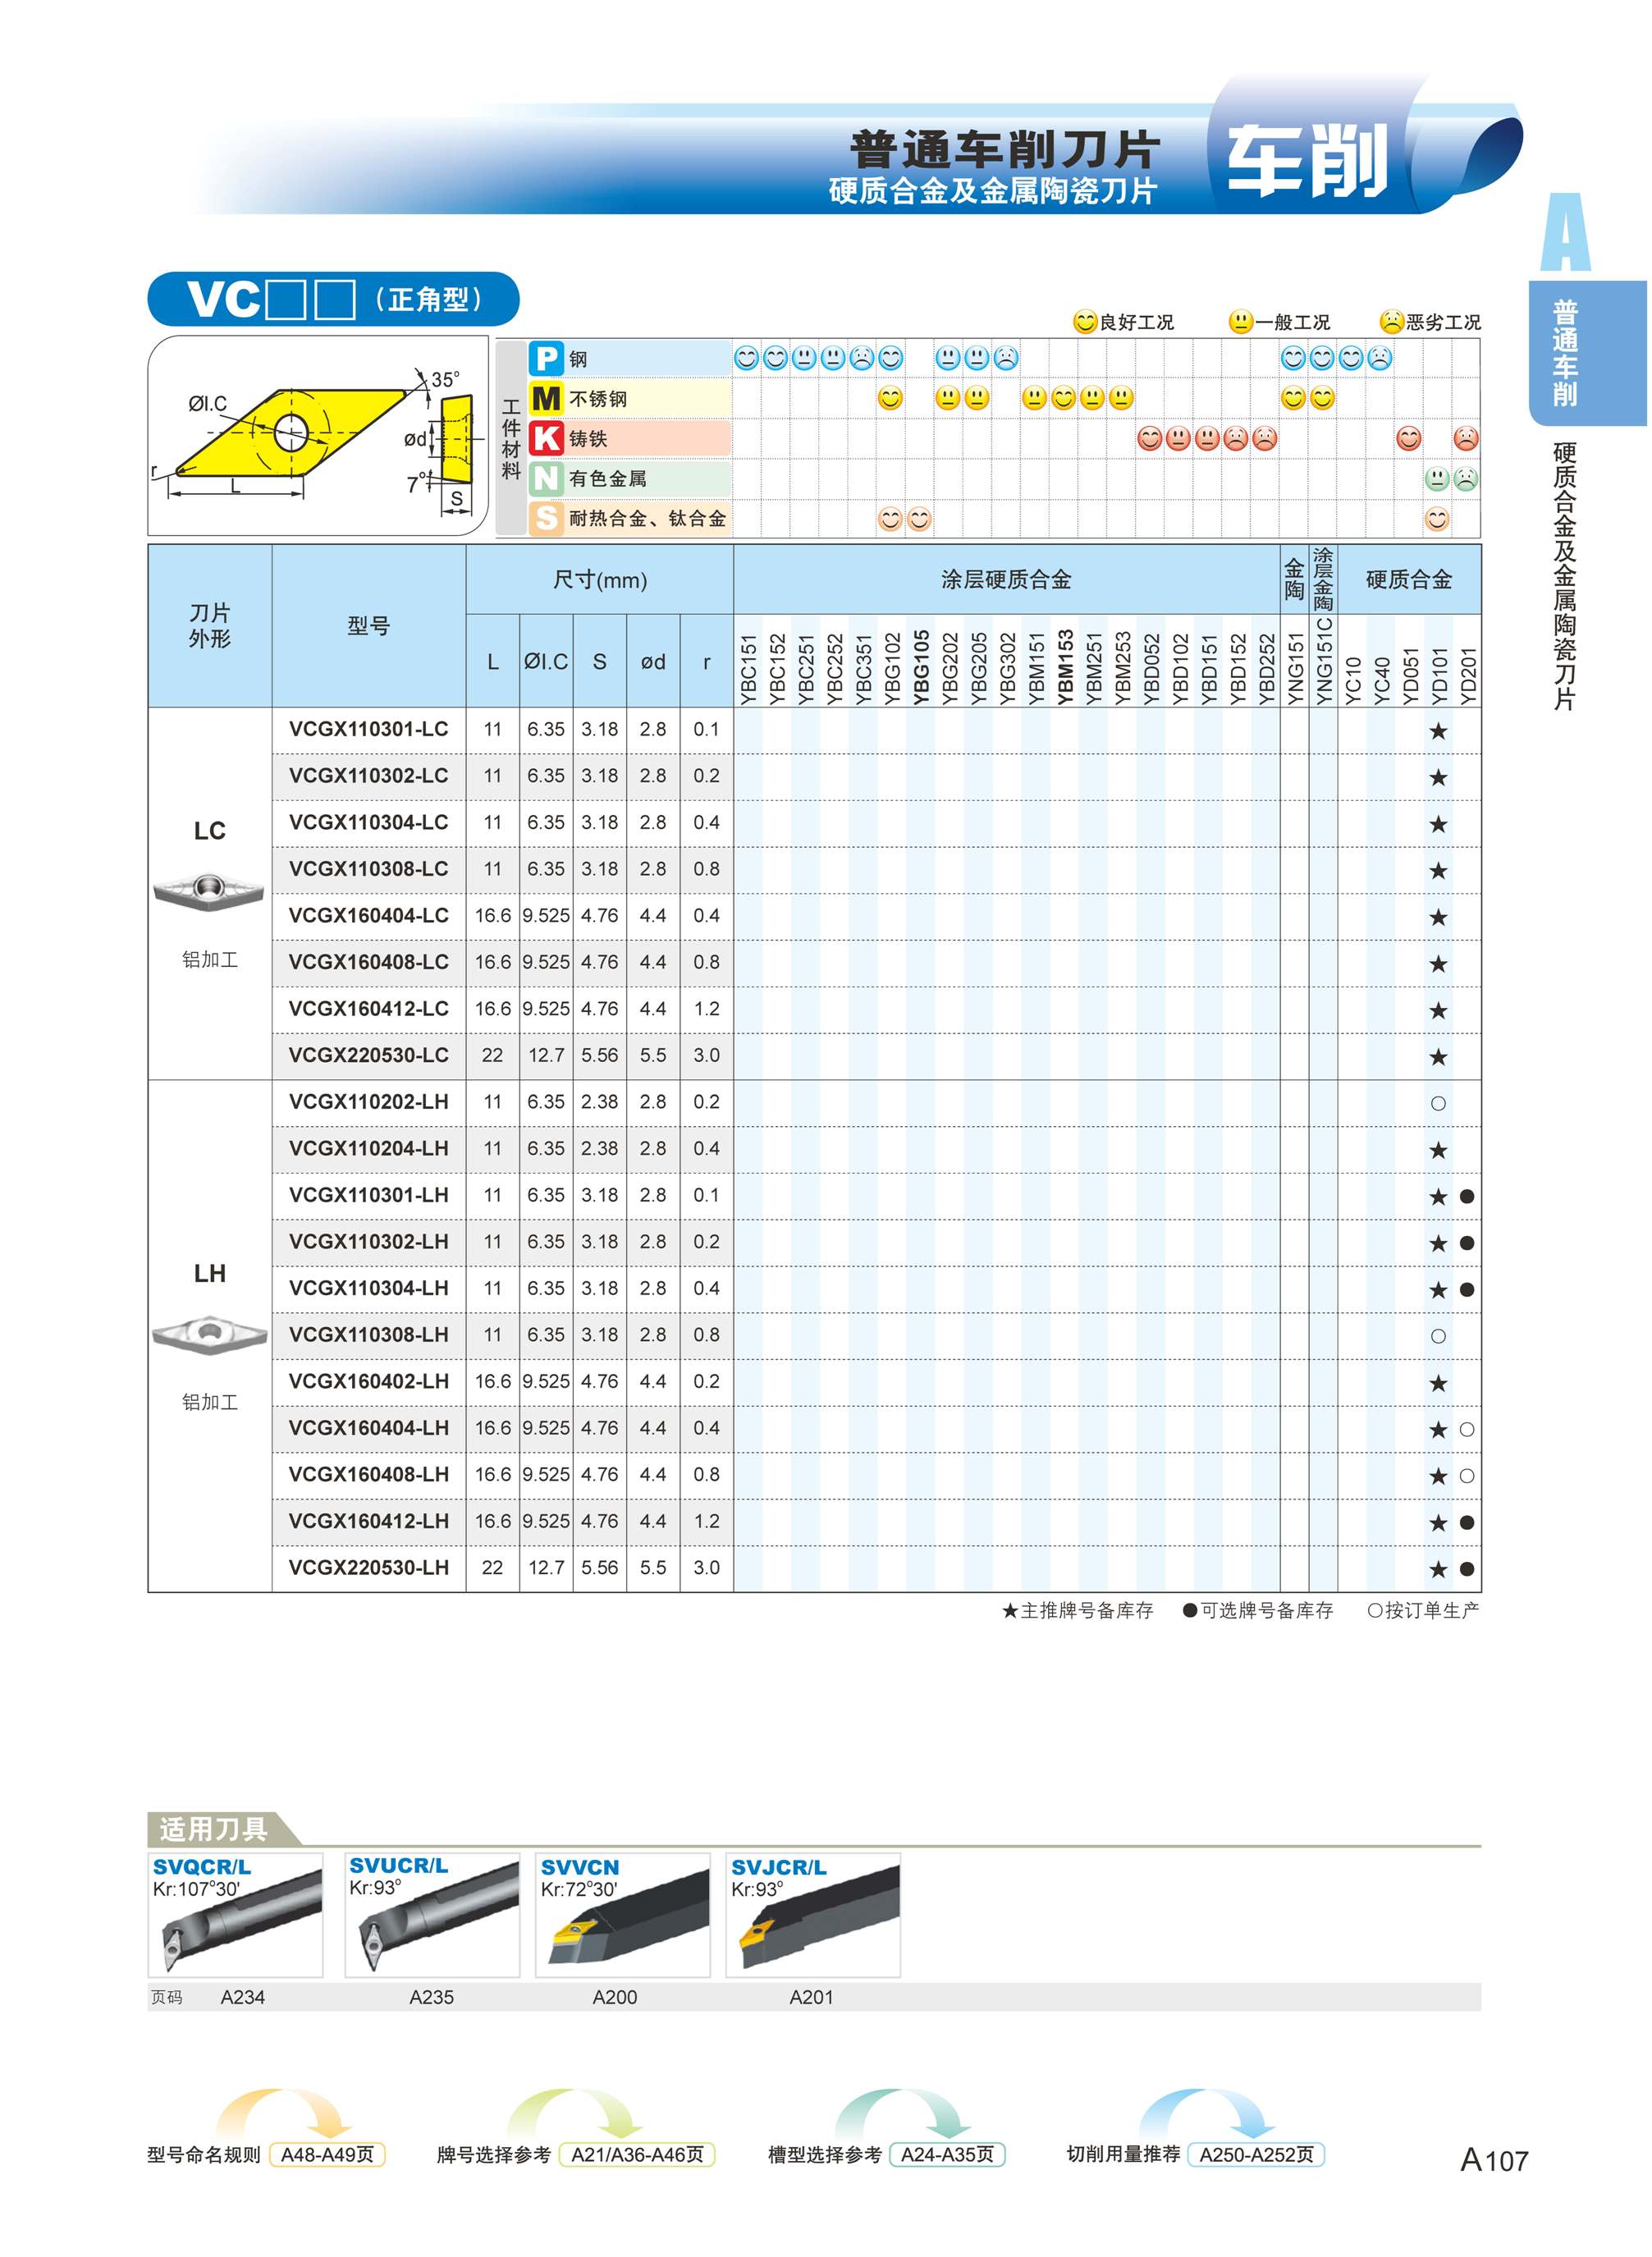 普通车削刀片
硬质合金及金属陶瓷刀片
车削
A
普通车削
硬质合金及金属陶瓷刀片
VC□□（正角型）
良好工况 一般工况 恶劣工况
35°
ØI.C
Ød
r
L
7°
S
工件材料
P 钢
M 不锈钢
K 铸铁
N 有色金属
S 耐热合金、钛合金
刀片外形 型号 尺寸(mm) 涂层硬质合金 金陶 涂层金陶 硬质合金
L ØI.C S ød r YBC151 YBC152 YBC251 YBC252 YBC351 YBG102 YBG105 YBG202 YBG205 YBG302 YBM151 YBM153 YBM251 YBM253 YBD052 YBD102 YBD151 YBD152 YBD252 YNG151 YNG151C YC10 YC40 YD051 YD101 YD201
LC
铝加工
VCGX110301-LC 11 6.35 3.18 2.8 0.1 ★
VCGX110302-LC 11 6.35 3.18 2.8 0.2 ★
VCGX110304-LC 11 6.35 3.18 2.8 0.4 ★
VCGX110308-LC 11 6.35 3.18 2.8 0.8 ★
VCGX160404-LC 16.6 9.525 4.76 4.4 0.4 ★
VCGX160408-LC 16.6 9.525 4.76 4.4 0.8 ★
VCGX160412-LC 16.6 9.525 4.76 4.4 1.2 ★
VCGX220530-LC 22 12.7 5.56 5.5 3.0 ★
LH
铝加工
VCGX110202-LH 11 6.35 2.38 2.8 0.2 ○
VCGX110204-LH 11 6.35 2.38 2.8 0.4 ★
VCGX110301-LH 11 6.35 3.18 2.8 0.1 ★ ●
VCGX110302-LH 11 6.35 3.18 2.8 0.2 ★ ●
VCGX110304-LH 11 6.35 3.18 2.8 0.4 ★ ●
VCGX110308-LH 11 6.35 3.18 2.8 0.8 ○
VCGX160402-LH 16.6 9.525 4.76 4.4 0.2 ★
VCGX160404-LH 16.6 9.525 4.76 4.4 0.4 ★ ○
VCGX160408-LH 16.6 9.525 4.76 4.4 0.8 ★ ○
VCGX160412-LH 16.6 9.525 4.76 4.4 1.2 ★ ●
VCGX220530-LH 22 12.7 5.56 5.5 3.0 ★ ●
★主推牌号备库存 ●可选牌号备库存 ○按订单生产
适用刀具
SVQCR/L SVUCR/L SVVCN SVJCR/L
Kr:107°30' Kr:93° Kr:72°30' Kr:93°
页码 A234 A235 A200 A201
型号命名规则 A48-A49页 牌号选择参考 A21/A36-A46页 槽型选择参考 A24-A35页 切削用量推荐 A250-A252页
A107